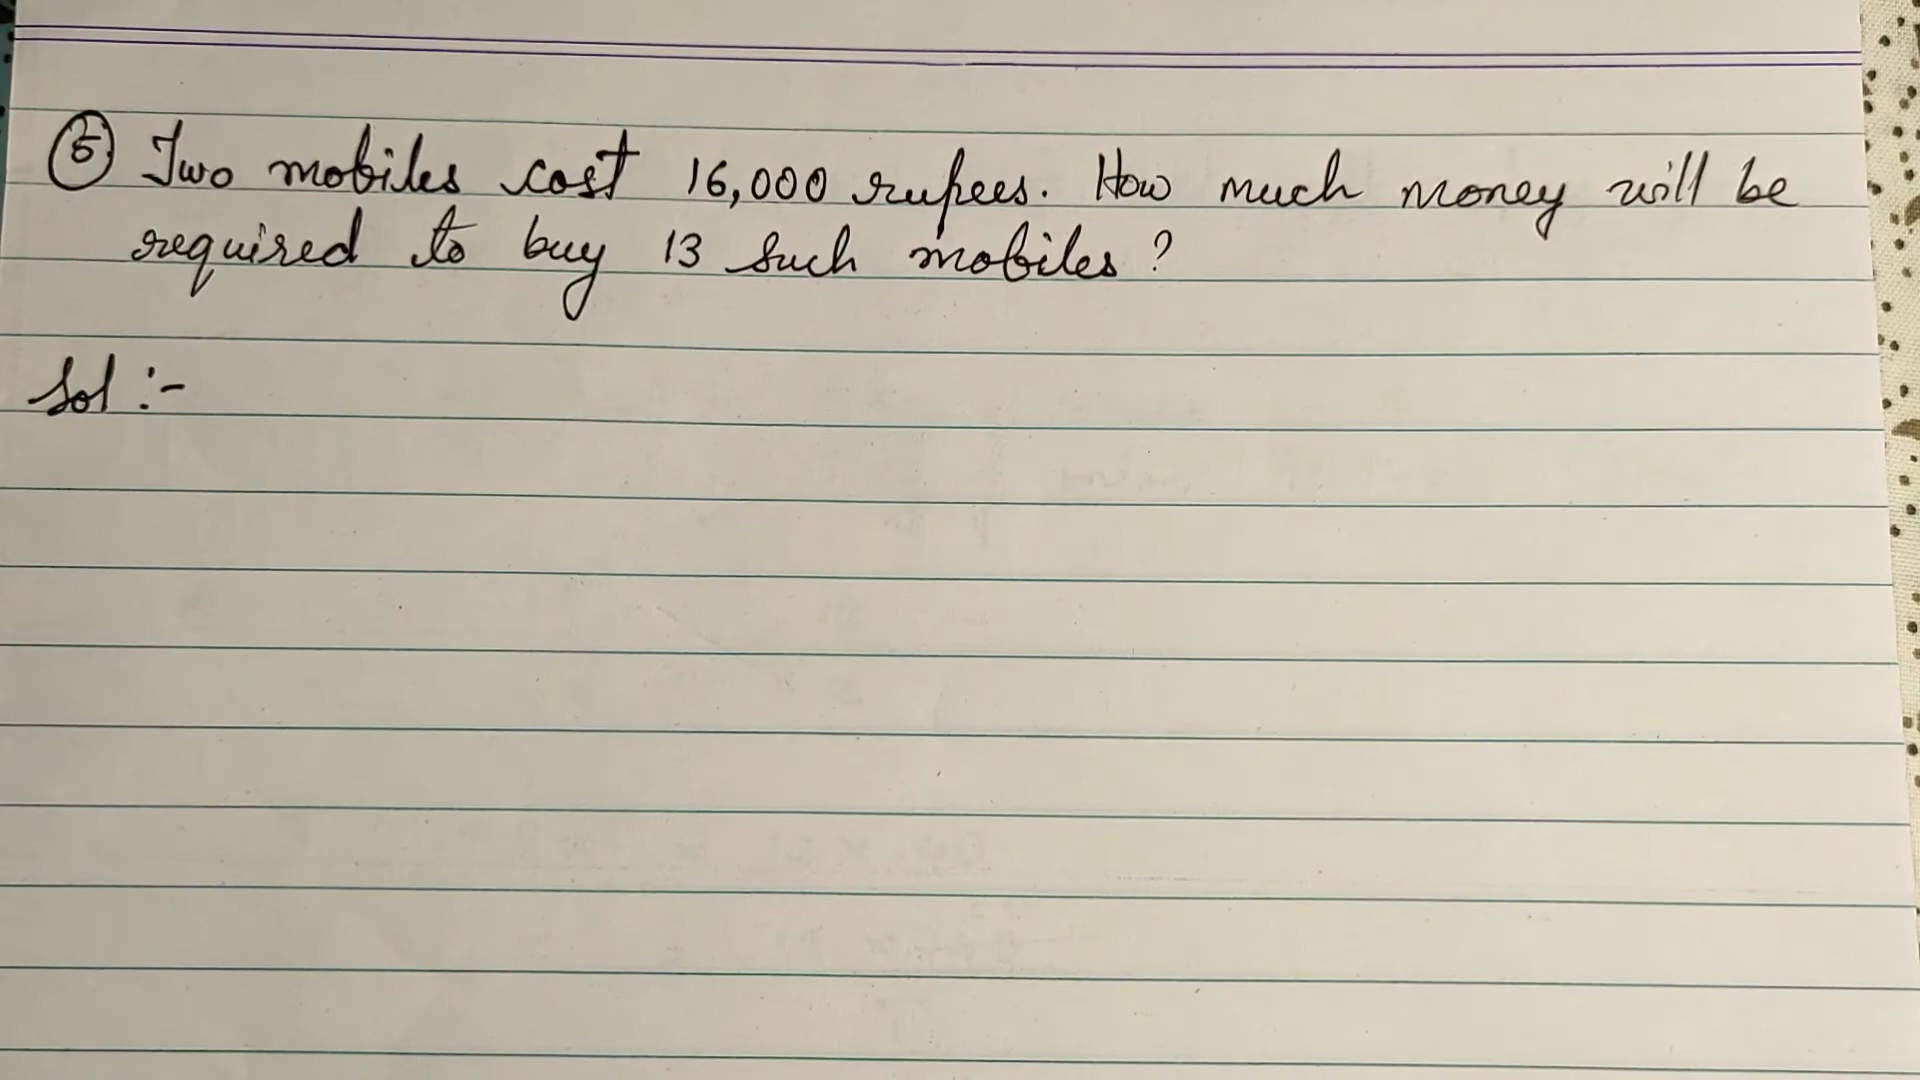 5 Two mobiles cost 16,000 rupees. How much money will be
required to buy 13 such mobiles?
Sol :-